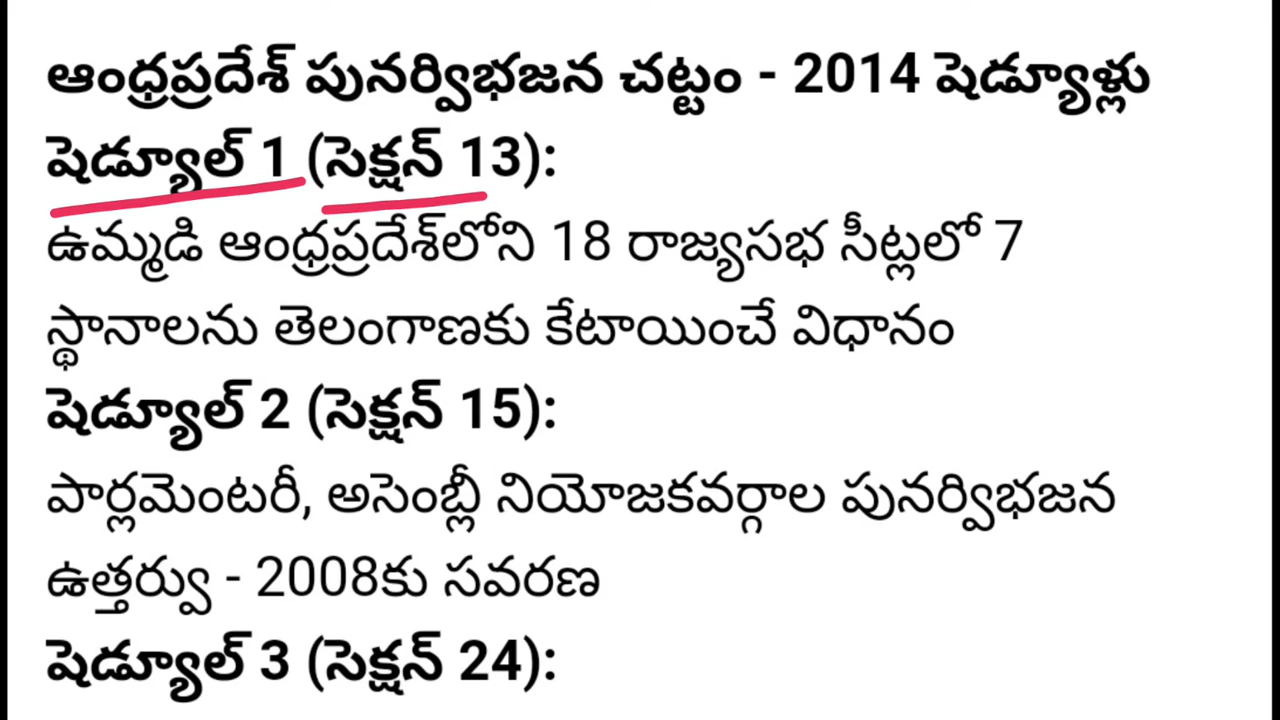 ఆంధ్రప్రదేశ్ పునర్విభజన చట్టం - 2014 షెడ్యూళ్లు
షెడ్యూల్ 1 (సెక్షన్ 13):
ఉమ్మడి ఆంధ్రప్రదేశ్‌లోని 18 రాజ్యసభ సీట్లలో 7
స్థానాలను తెలంగాణకు కేటాయించే విధానం
షెడ్యూల్ 2 (సెక్షన్ 15):
పార్లమెంటరీ, అసెంబ్లీ నియోజకవర్గాల పునర్విభజన
ఉత్తర్వు - 2008కు సవరణ
షెడ్యూల్ 3 (సెక్షన్ 24):